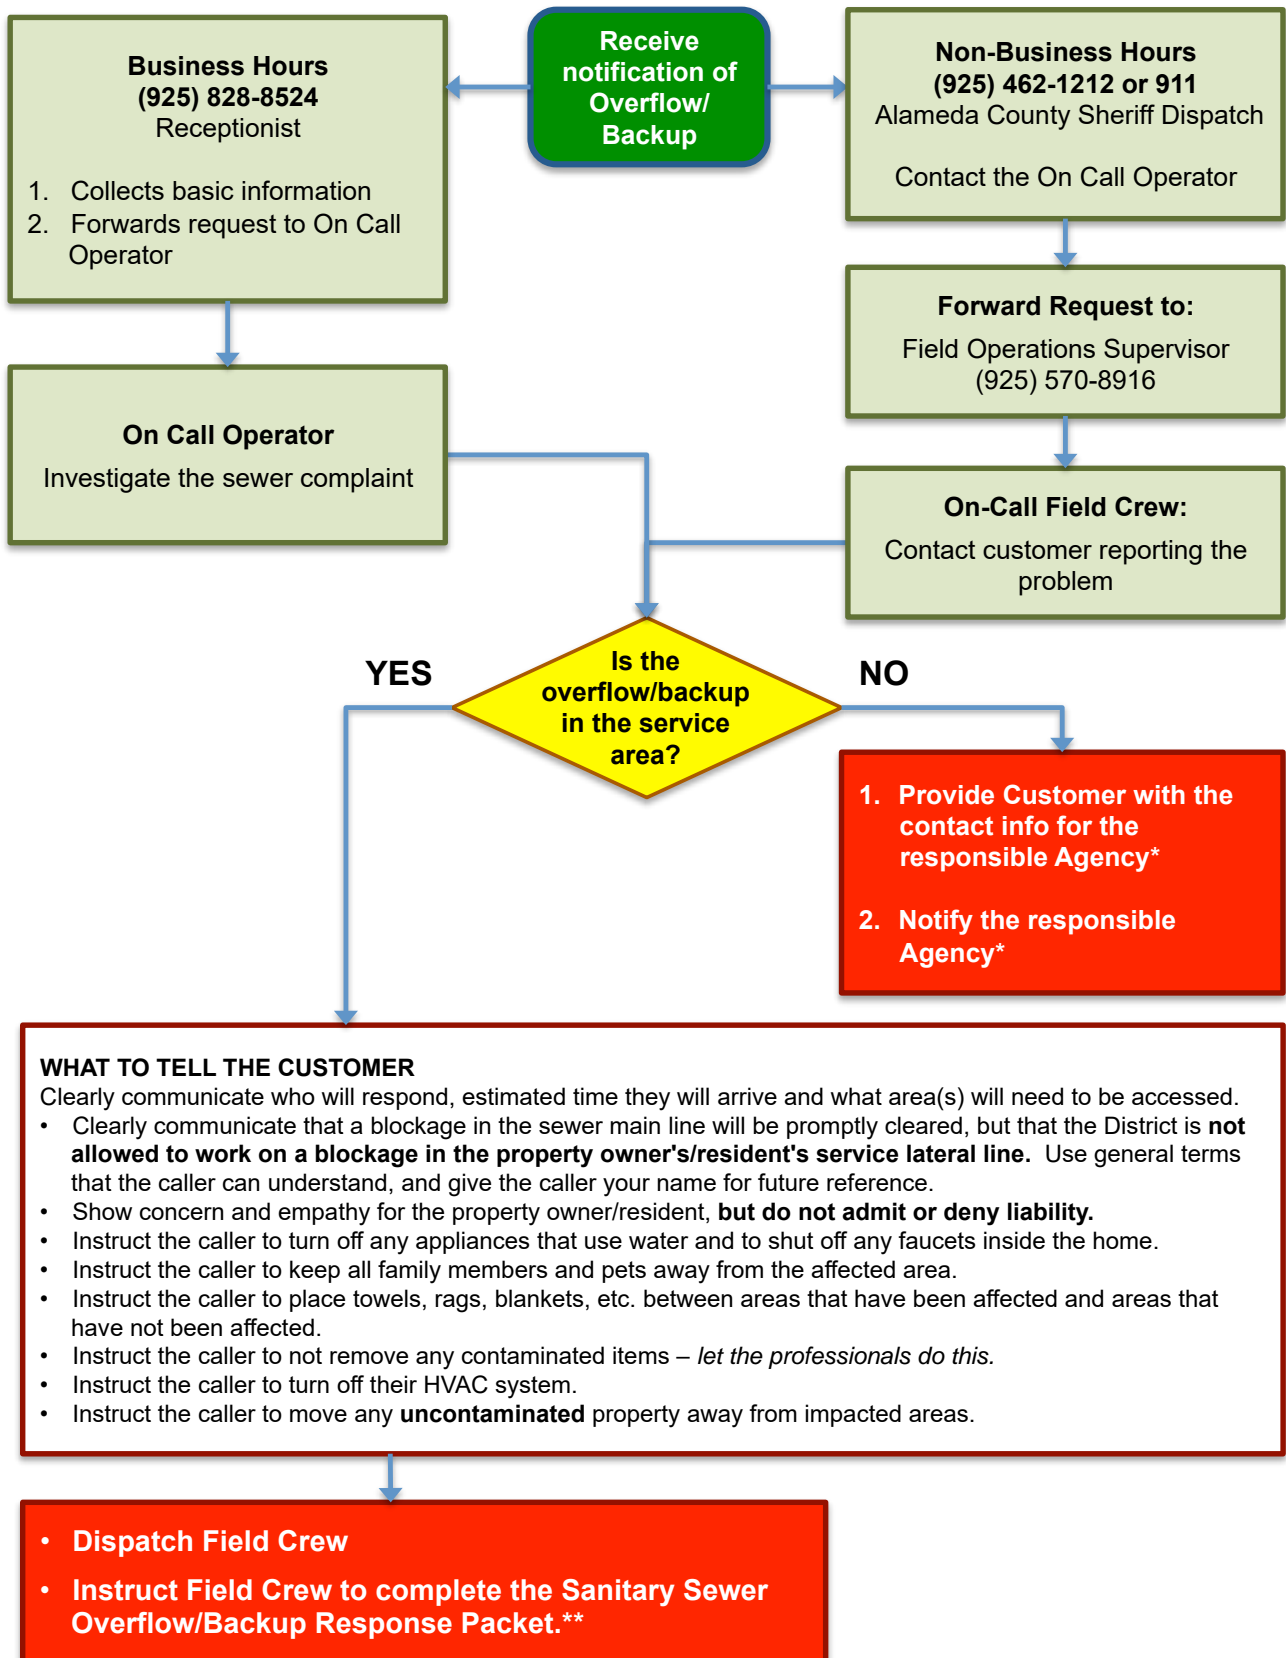 Receive
notification of
Overflow/
Backup
Business Hours
(925) 828-8524
Receptionist
1. Collects basic information
2. Forwards request to On Call
Operator
Non-Business Hours
(925) 462-1212 or 911
Alameda County Sheriff Dispatch
Contact the On Call Operator
Forward Request to:
Field Operations Supervisor
(925) 570-8916
On Call Operator
Investigate the sewer complaint
On-Call Field Crew:
Contact customer reporting the
problem
Is the
overflow/backup
in the service
area?
YES
NO
1. Provide Customer with the
contact info for the
responsible Agency*
2. Notify the responsible
Agency*
WHAT TO TELL THE CUSTOMER
Clearly communicate who will respond, estimated time they will arrive and what area(s) will need to be accessed.
• Clearly communicate that a blockage in the sewer main line will be promptly cleared, but that the District is not
allowed to work on a blockage in the property owner's/resident's service lateral line. Use general terms
that the caller can understand, and give the caller your name for future reference.
• Show concern and empathy for the property owner/resident, but do not admit or deny liability.
• Instruct the caller to turn off any appliances that use water and to shut off any faucets inside the home.
• Instruct the caller to keep all family members and pets away from the affected area.
• Instruct the caller to place towels, rags, blankets, etc. between areas that have been affected and areas that
have not been affected.
• Instruct the caller to not remove any contaminated items – let the professionals do this.
• Instruct the caller to turn off their HVAC system.
• Instruct the caller to move any uncontaminated property away from impacted areas.
• Dispatch Field Crew
• Instruct Field Crew to complete the Sanitary Sewer
Overflow/Backup Response Packet.**